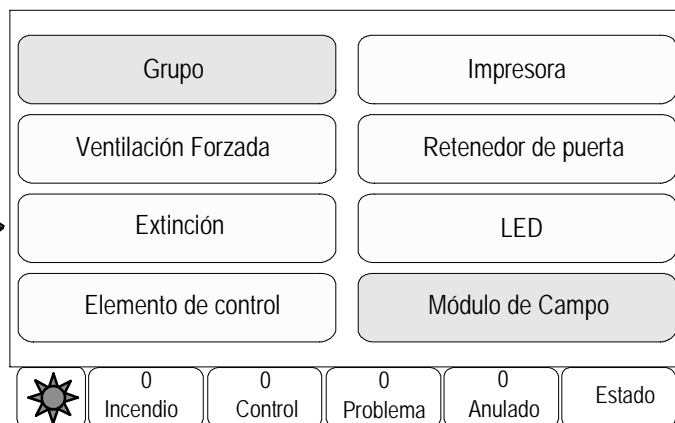 Grupo
Impresora
Ventilación Forzada
Retenedor de puerta
Extinción
LED
Elemento de control
Módulo de Campo
0
Incendio
0
Control
0
Problema
0
Anulado
Estado